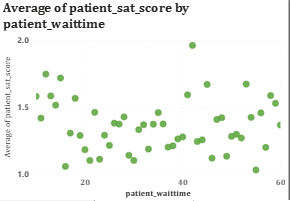 Average of patient_sat_score by
patient_waittime
Average of patient_sat_score
2.0
1.5
1.0
20
40
60
patient_waittime